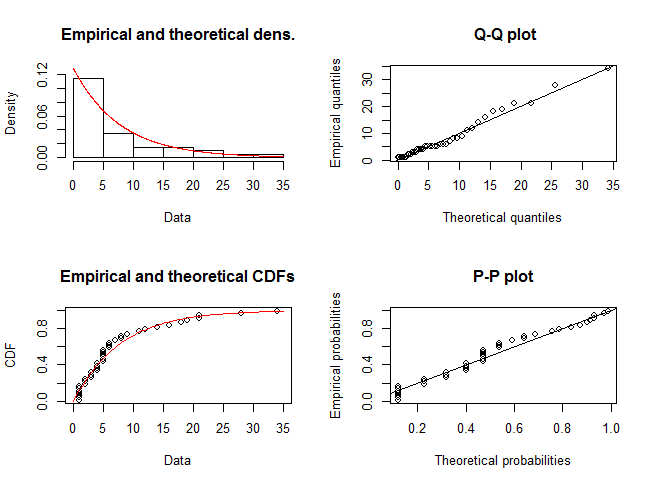 Empirical and theoretical dens.
Density
0.00 0.06 0.12
0 5 10 15 20 25 30 35
Data
Q-Q plot
Empirical quantiles
0 10 20 30
0 5 10 15 20 25 30 35
Theoretical quantiles
Empirical and theoretical CDFs
CDF
0.0 0.4 0.8
0 5 10 15 20 25 30 35
Data
P-P plot
Empirical probabilities
0.0 0.4 0.8
0.2 0.4 0.6 0.8 1.0
Theoretical probabilities